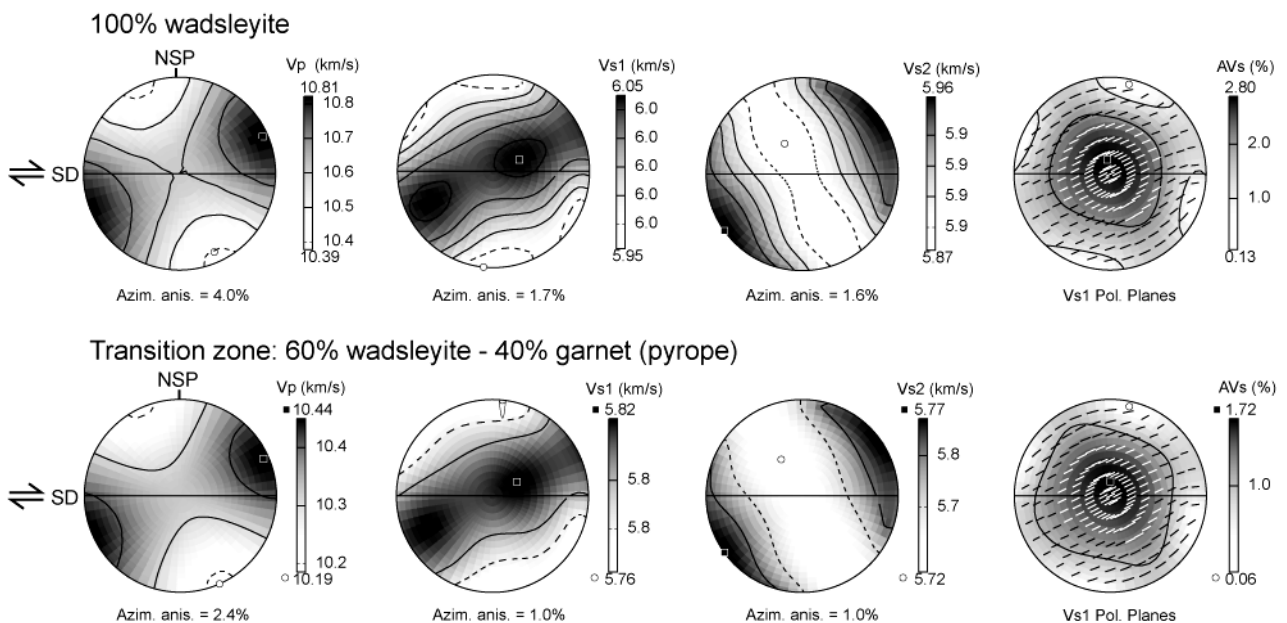 100% wadsleyite
NSP
SD
Vp (km/s)
10.81
10.8
10.7
10.6
10.5
10.4
10.39
Azim. anis. = 4.0%
Vs1 (km/s)
6.05
6.0
6.0
6.0
6.0
6.0
5.95
Azim. anis. = 1.7%
Vs2 (km/s)
5.96
5.9
5.9
5.9
5.9
5.87
Azim. anis. = 1.6%
AVs (%)
2.80
2.0
1.0
0.13
Vs1 Pol. Planes
Transition zone: 60% wadsleyite - 40% garnet (pyrope)
NSP
SD
Vp (km/s)
10.44
10.4
10.3
10.2
10.19
Azim. anis. = 2.4%
Vs1 (km/s)
5.82
5.8
5.8
5.76
Azim. anis. = 1.0%
Vs2 (km/s)
5.77
5.8
5.7
5.72
Azim. anis. = 1.0%
AVs (%)
1.72
1.0
0.06
Vs1 Pol. Planes